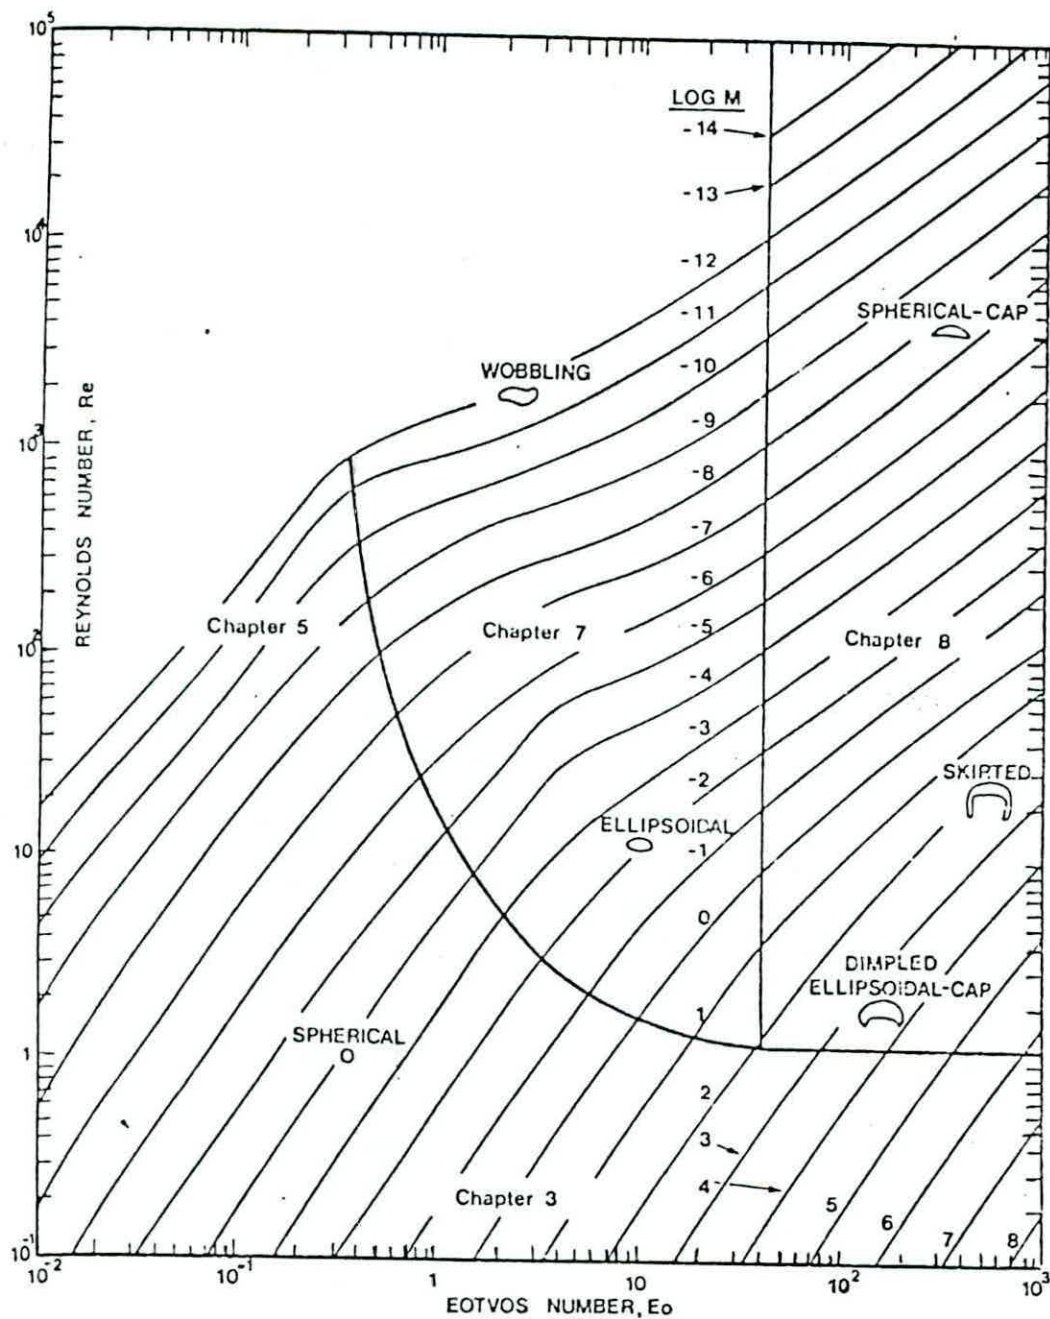 10^5
LOG M
-14
-13
10^4
-12
-11
SPHERICAL-CAP
-10
WOBBLING
-9
10^3
-8
-7
-6
Chapter 5
Chapter 7
-5
Chapter 8
10^2
-4
-3
-2
SKIRTED
ELLIPSOIDAL
-1
10
0
DIMPLED
ELLIPSOIDAL-CAP
1
SPHERICAL
1
2
3
4
Chapter 3
5
6
7
8
10^-1
10^-2
10^-1
1
10
10^2
10^3
EOTVOS NUMBER, Eo
REYNOLDS NUMBER, Re